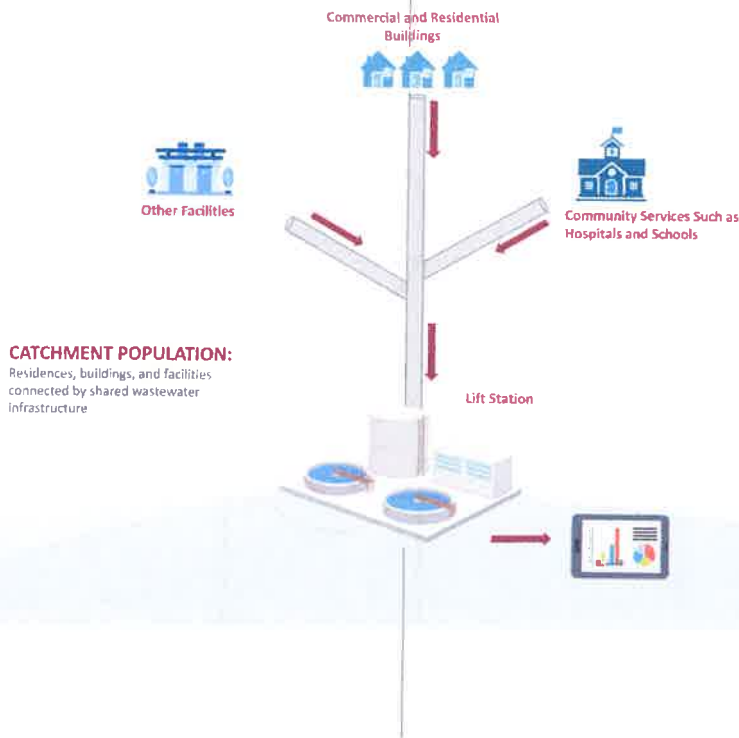 Commercial and Residential
Buildings
Other Facilities
Community Services Such as
Hospitals and Schools
CATCHMENT POPULATION:
Residences, buildings, and facilities
connected by shared wastewater
infrastructure
Lift Station